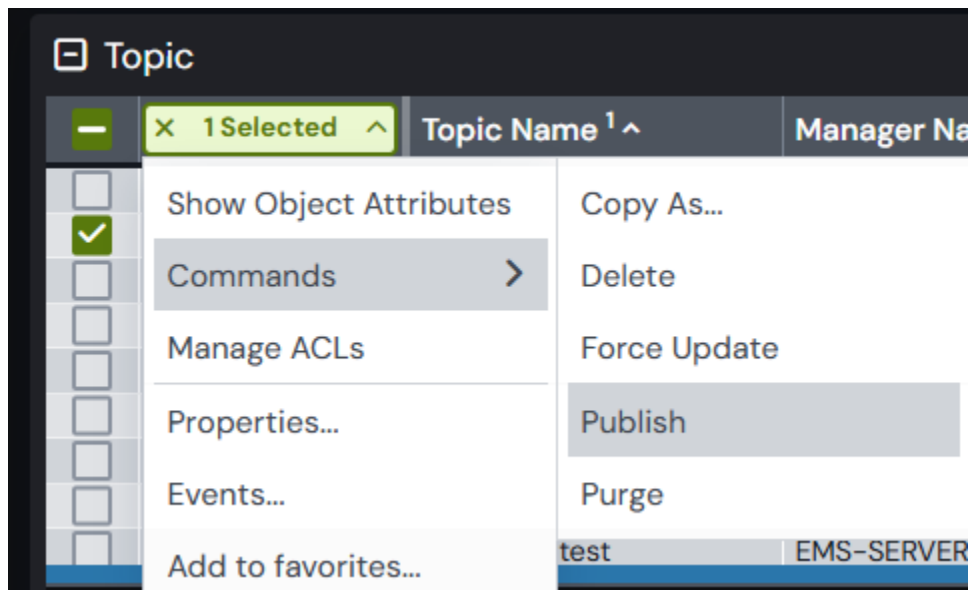 Topic
1 Selected
Topic Name 1
Manager Na
Show Object Attributes
Commands
Manage ACLs
Properties...
Events...
Add to favorites...
Copy As...
Delete
Force Update
Publish
Purge
test
EMS-SERVER